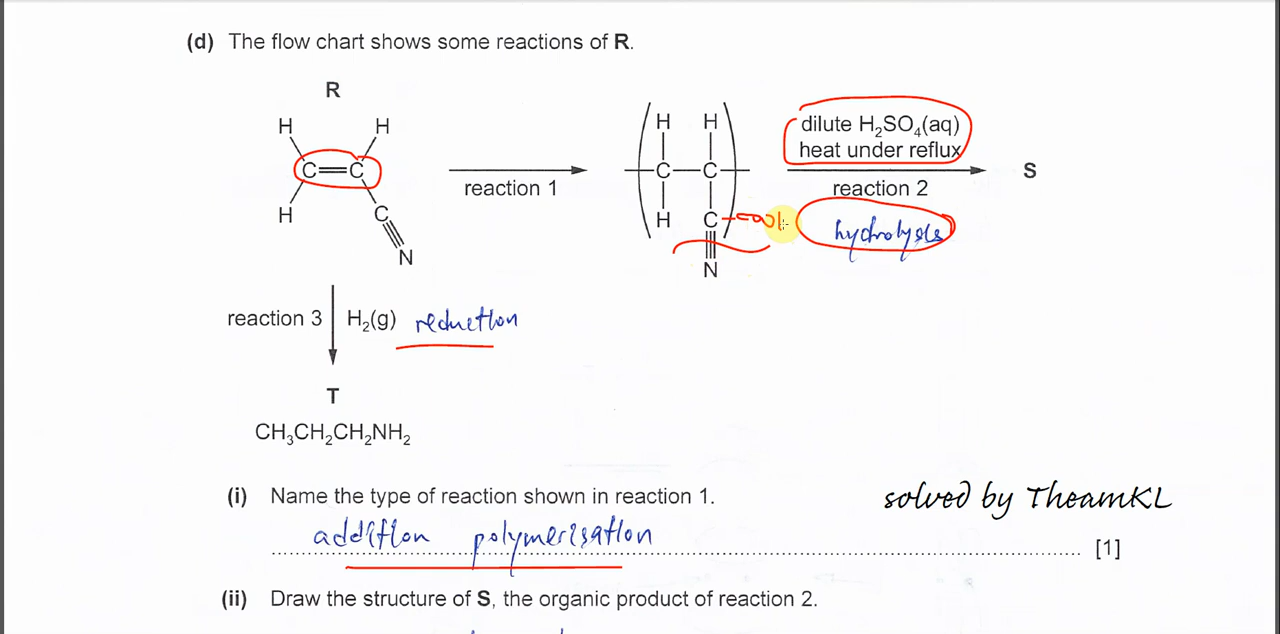 (d) The flow chart shows some reactions of R.
R
H H
C=C
H
C≡N
reaction 1
H H
C—C
H C
≡
N
dilute H₂SO₄(aq)
heat under reflux
reaction 2
hydrolysis
S
reaction 3 H₂(g) reduction
T
CH₃CH₂CH₂NH₂
(i) Name the type of reaction shown in reaction 1.
solved by TheamKL
addition polymerisation
[1]
(ii) Draw the structure of S, the organic product of reaction 2.